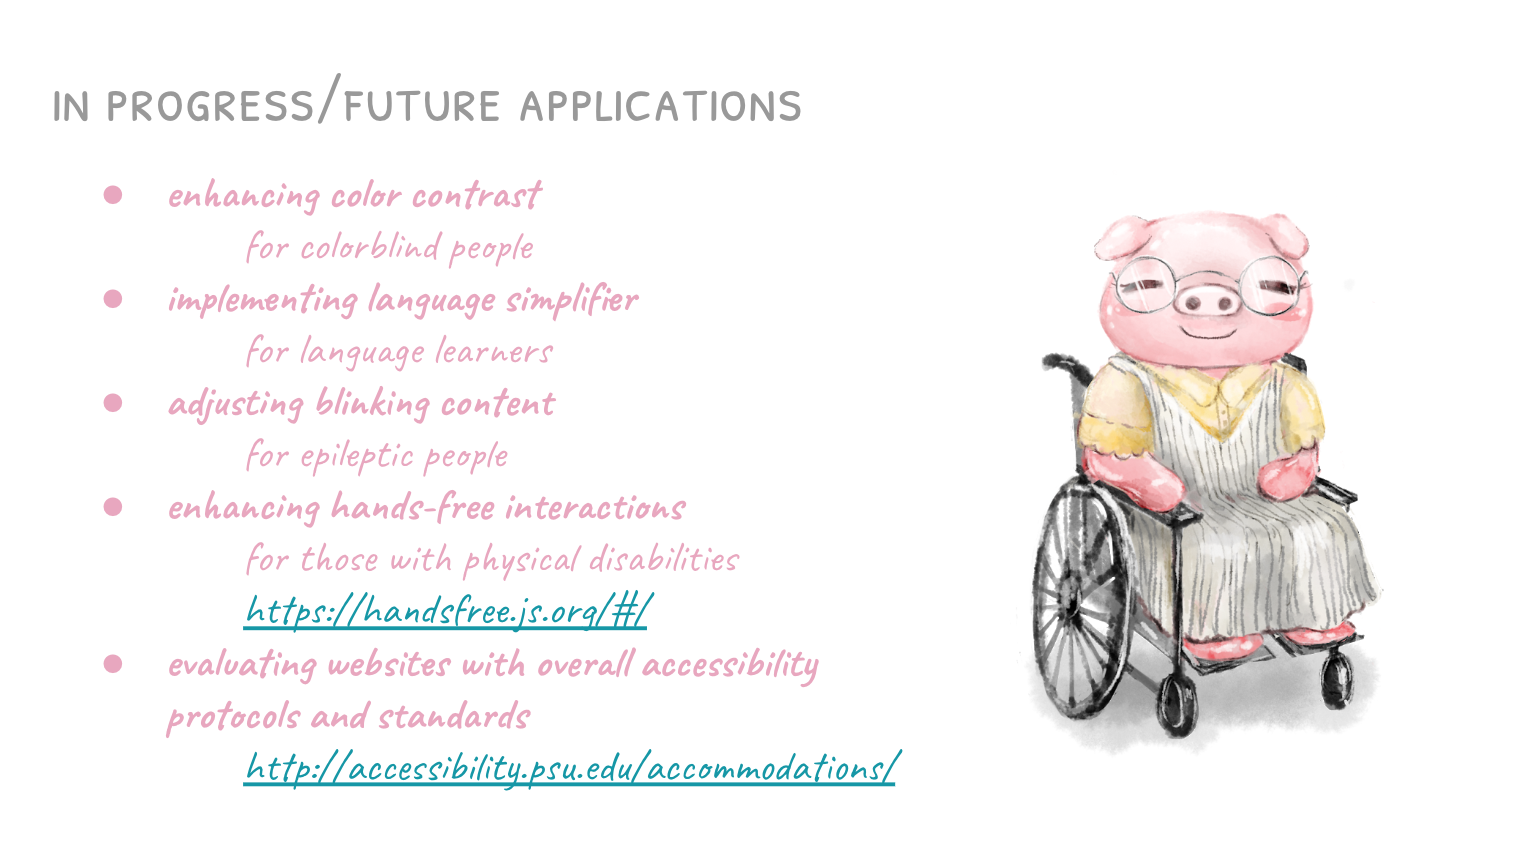 IN PROGRESS/FUTURE APPLICATIONS
● enhancing color contrast
for colorblind people
● implementing language simplifier
for language learners
● adjusting blinking content
for epileptic people
● enhancing hands-free interactions
for those with physical disabilities
https://handsfree.js.org/#/
● evaluating websites with overall accessibility
protocols and standards
http://accessibility.psu.edu/accommodations/